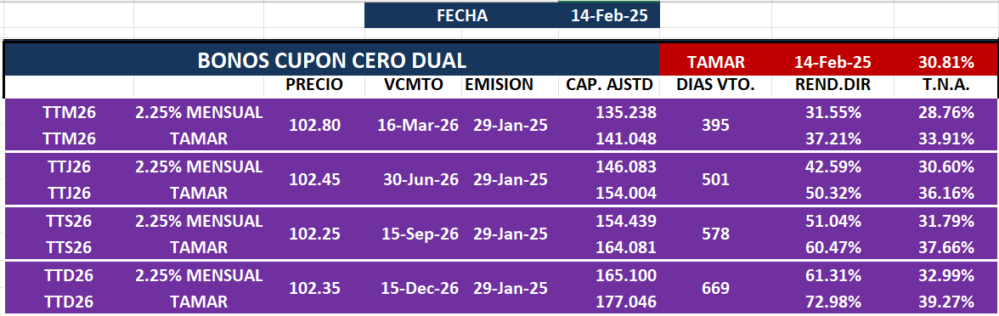 FECHA 14-Feb-25
BONOS CUPON CERO DUAL TAMAR 14-Feb-25 30.81%
PRECIO VCMTO EMISION CAP. AJSTD DIAS VTO. REND.DIR T.N.A.
TTM26 2.25% MENSUAL 102.80 16-Mar-26 29-Jan-25 135.238 395 31.55% 28.76%
TTM26 TAMAR 141.048 37.21% 33.91%
TTJ26 2.25% MENSUAL 102.45 30-Jun-26 29-Jan-25 146.083 501 42.59% 30.60%
TTJ26 TAMAR 154.004 50.32% 36.16%
TTS26 2.25% MENSUAL 102.25 15-Sep-26 29-Jan-25 154.439 578 51.04% 31.79%
TTS26 TAMAR 164.081 60.47% 37.66%
TTD26 2.25% MENSUAL 102.35 15-Dec-26 29-Jan-25 165.100 669 61.31% 32.99%
TTD26 TAMAR 177.046 72.98% 39.27%